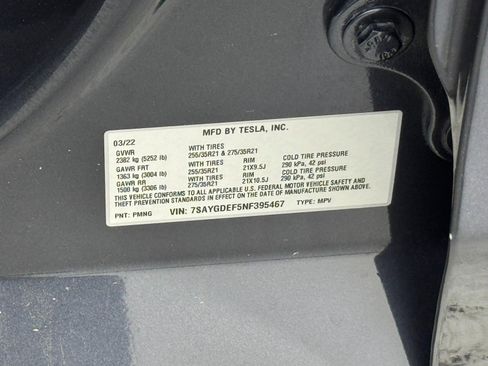 MFD BY TESLA, INC.
03/22
GVWR WITH TIRES
2382 kg (5252 lb) 255/35R21 & 275/35R21
GAWR FRT WITH TIRES RIM COLD TIRE PRESSURE
1363 kg (3004 lb) 255/35R21 21X9.5J 290 kPa, 42 psi
GAWR RR WITH TIRES RIM COLD TIRE PRESSURE
1500 kg (3306 lb) 275/35R21 21X10.5J 290 kPa, 42 psi
THIS VEHICLE CONFORMS TO ALL APPLICABLE U.S. FEDERAL MOTOR VEHICLE SAFETY AND
THEFT PREVENTION STANDARDS IN EFFECT ON THE DATE OF MANUFACTURE SHOWN ABOVE.
PNT: PMNG VIN: 7SAYGDEF5NF395467 TYPE: MPV